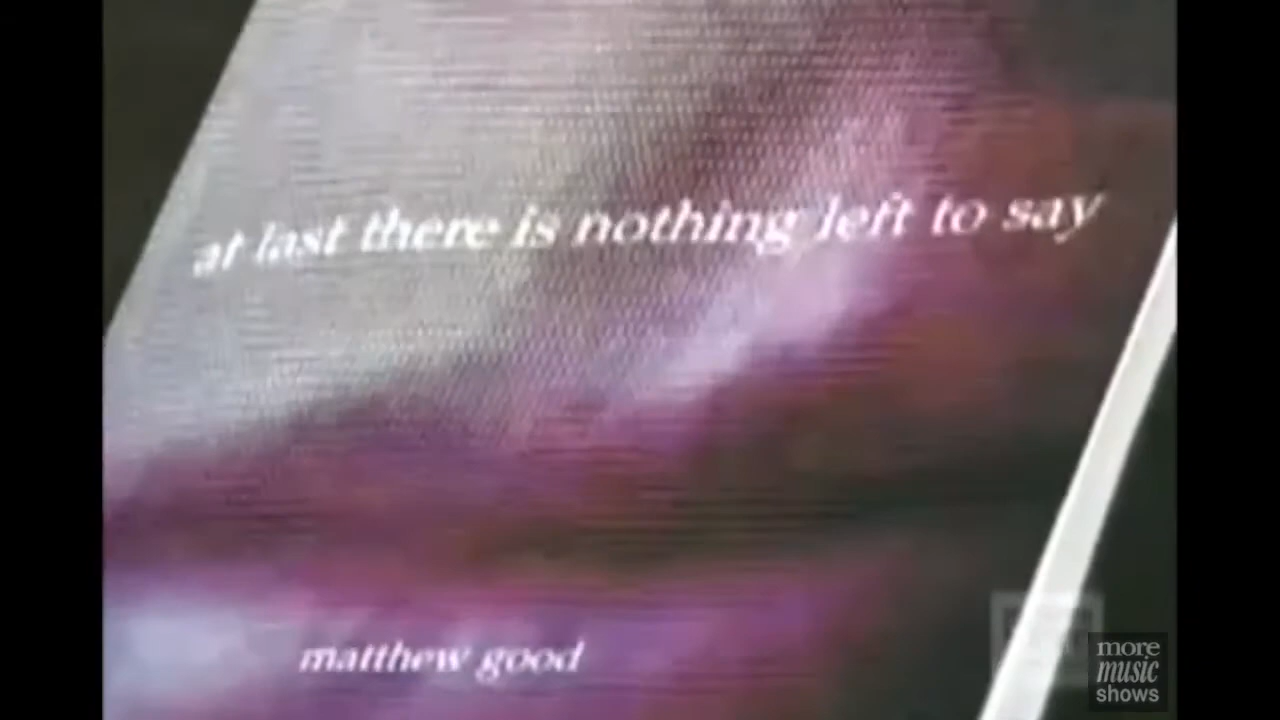 at last there is nothing left to say
matthew good
more
music
shows